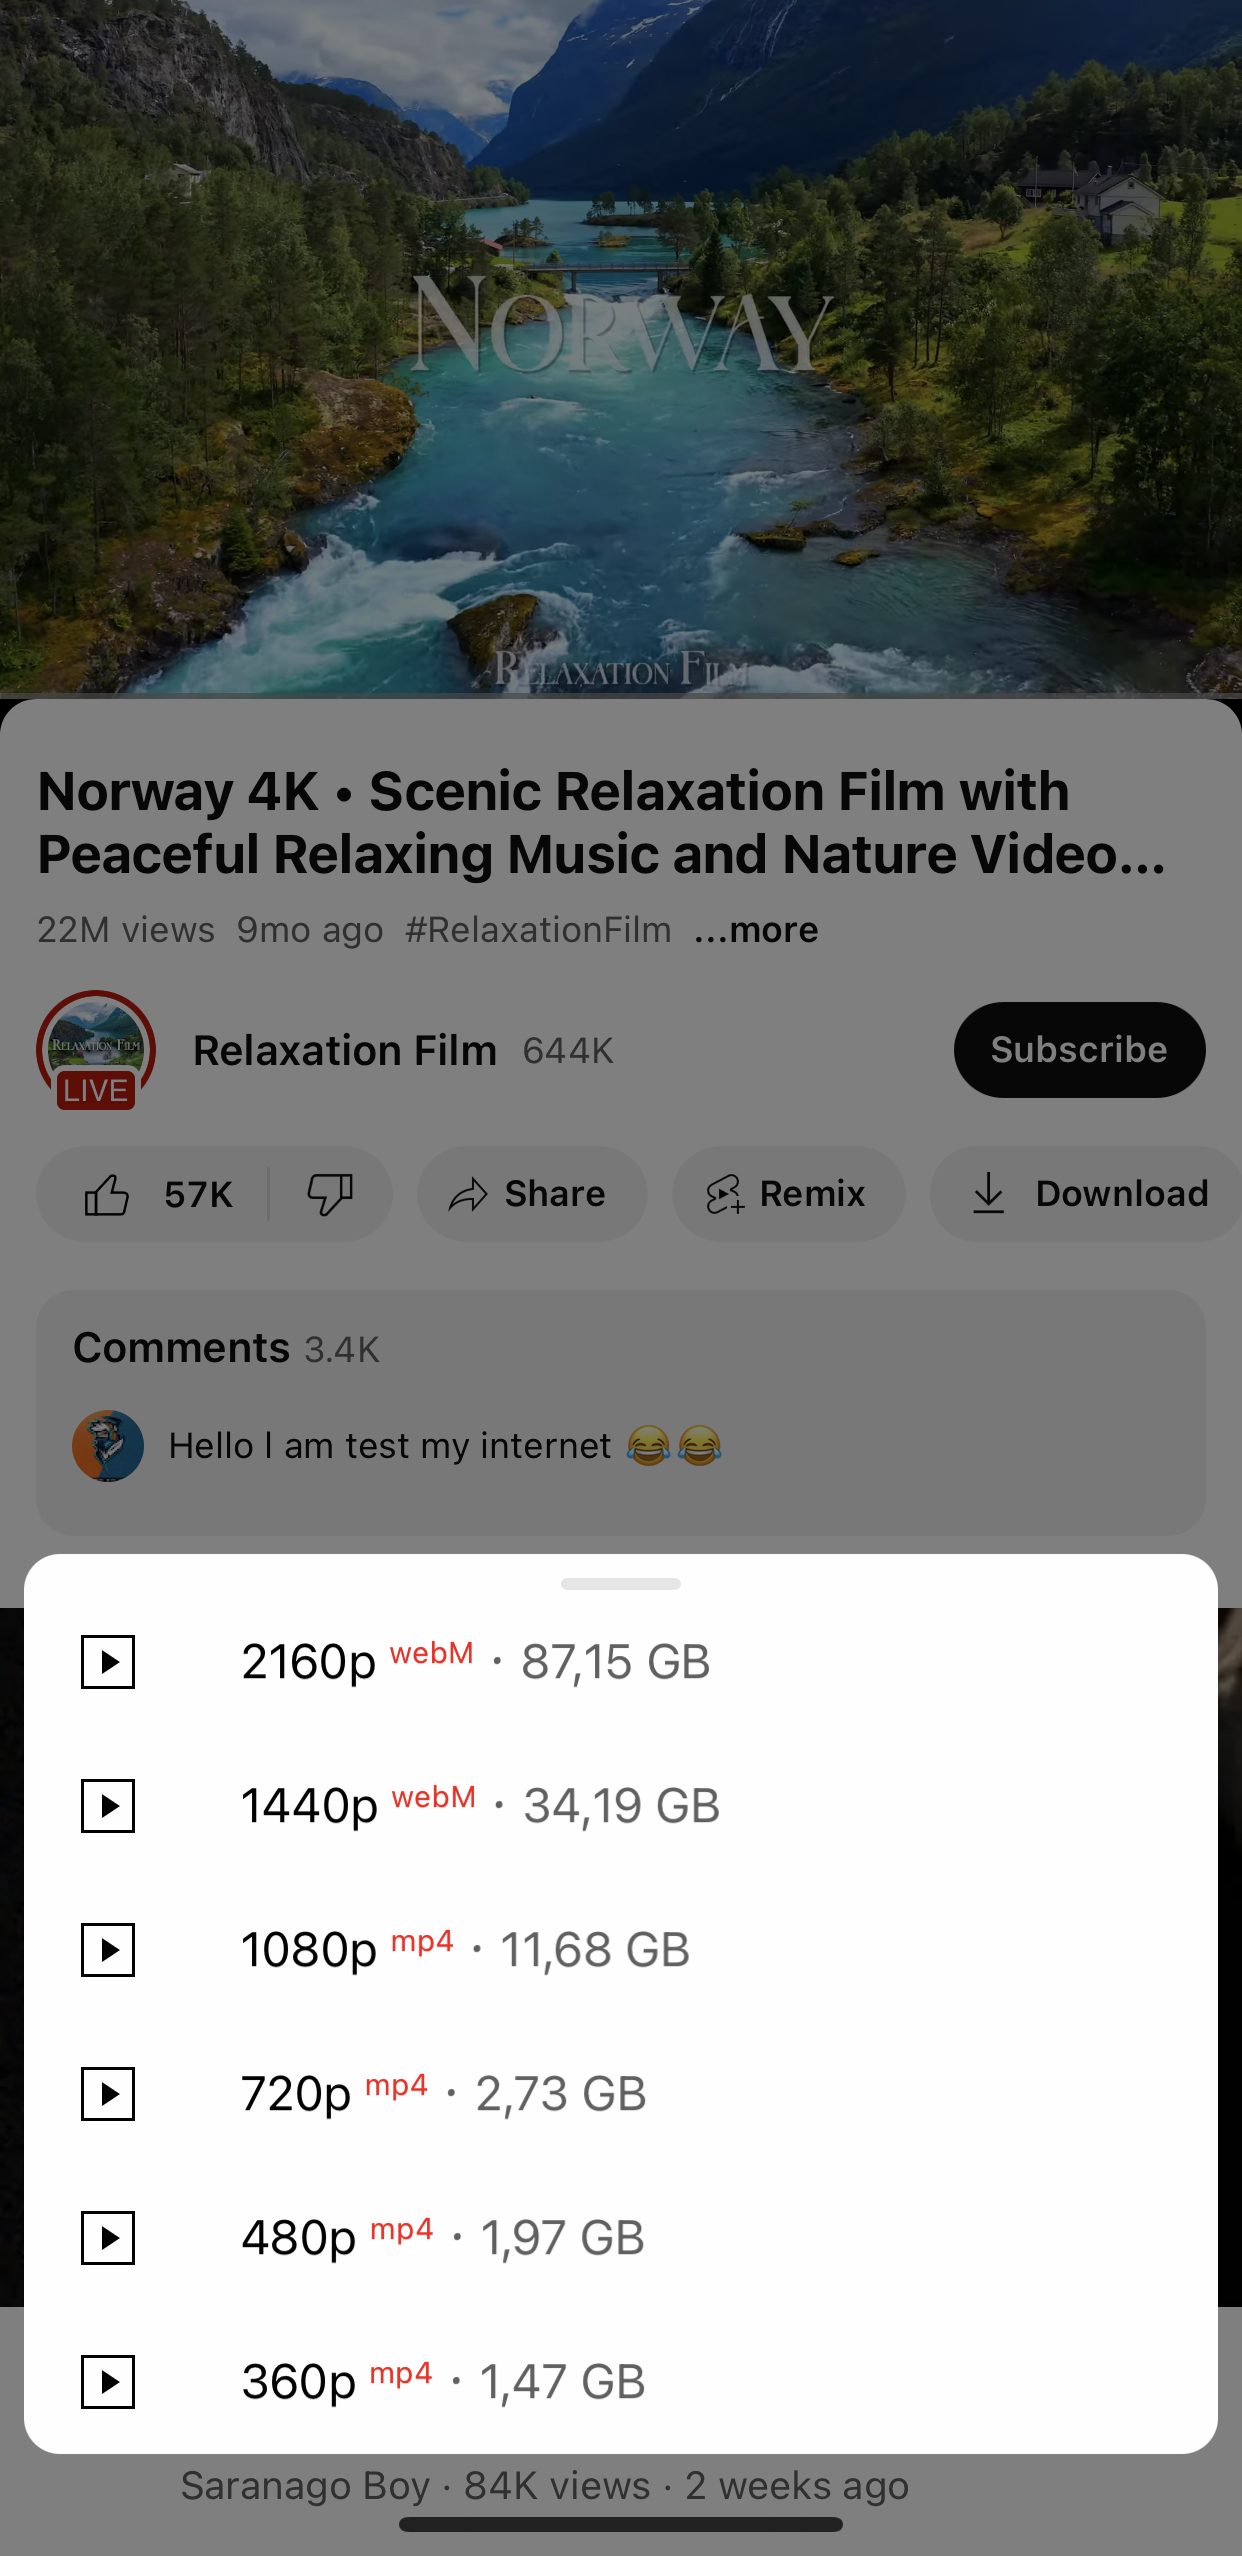 NORWAY
RELAXATION FILM
Norway 4K • Scenic Relaxation Film with
Peaceful Relaxing Music and Nature Video...
22M views 9mo ago #RelaxationFilm ...more
RELAXATION FILM
LIVE
Relaxation Film 644K
Subscribe
57K
Share
Remix
Download
Comments 3.4K
Hello I am test my internet 😂😂
2160p webM · 87,15 GB
1440p webM · 34,19 GB
1080p mp4 · 11,68 GB
720p mp4 · 2,73 GB
480p mp4 · 1,97 GB
360p mp4 · 1,47 GB
Saranago Boy · 84K views · 2 weeks ago